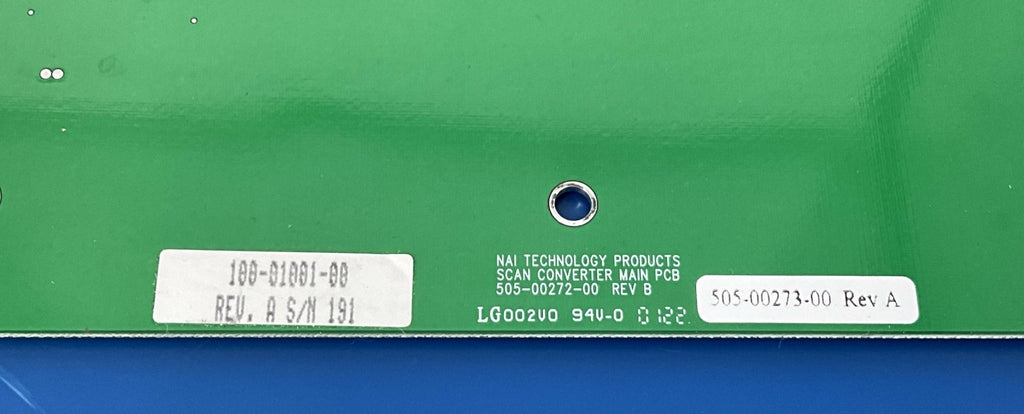 100-01001-00
REV. A S/N 191
NAI TECHNOLOGY PRODUCTS
SCAN CONVERTER MAIN PCB
505-00272-00 REV B
LG002V0 94V-0 0122
505-00273-00 Rev A